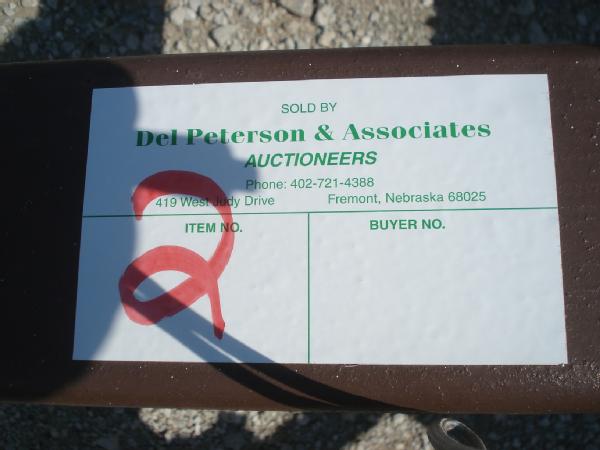 SOLD BY
Del Peterson & Associates
AUCTIONEERS
Phone: 402-721-4388
419 West Judy Drive Fremont, Nebraska 68025
ITEM NO. BUYER NO.
2